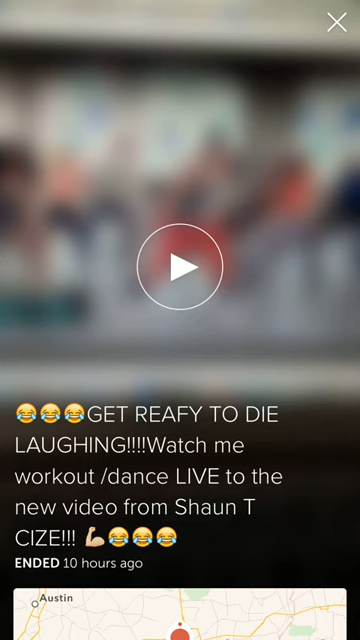 😂😂😂GET REAFY TO DIE
LAUGHING!!!!Watch me
workout /dance LIVE to the
new video from Shaun T
CIZE!!! 💪🏼😂😂😂
ENDED 10 hours ago
Austin